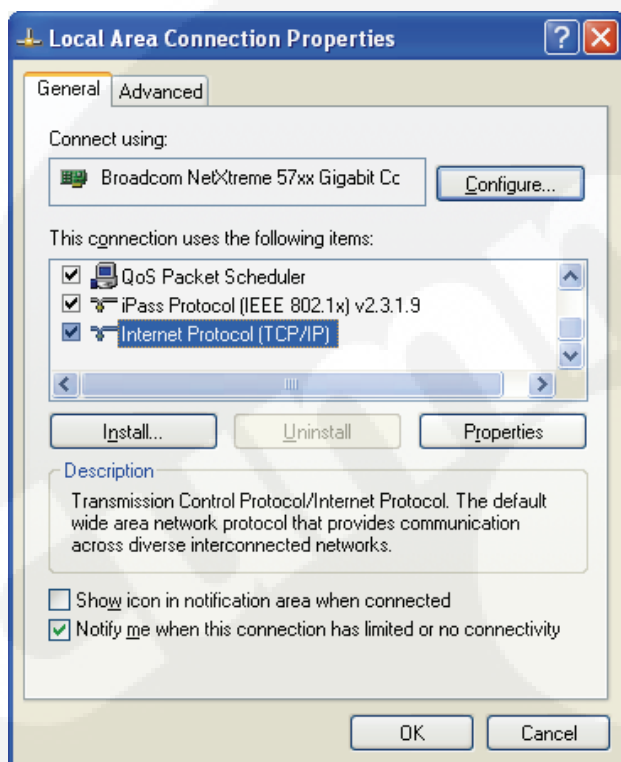 Local Area Connection Properties
General Advanced
Connect using:
Broadcom NetXtreme 57xx Gigabit Cc
Configure...
This connection uses the following items:
QoS Packet Scheduler
iPass Protocol (IEEE 802.1x) v2.3.1.9
Internet Protocol (TCP/IP)
Install... Uninstall Properties
Description
Transmission Control Protocol/Internet Protocol. The default
wide area network protocol that provides communication
across diverse interconnected networks.
Show icon in notification area when connected
Notify me when this connection has limited or no connectivity
OK Cancel